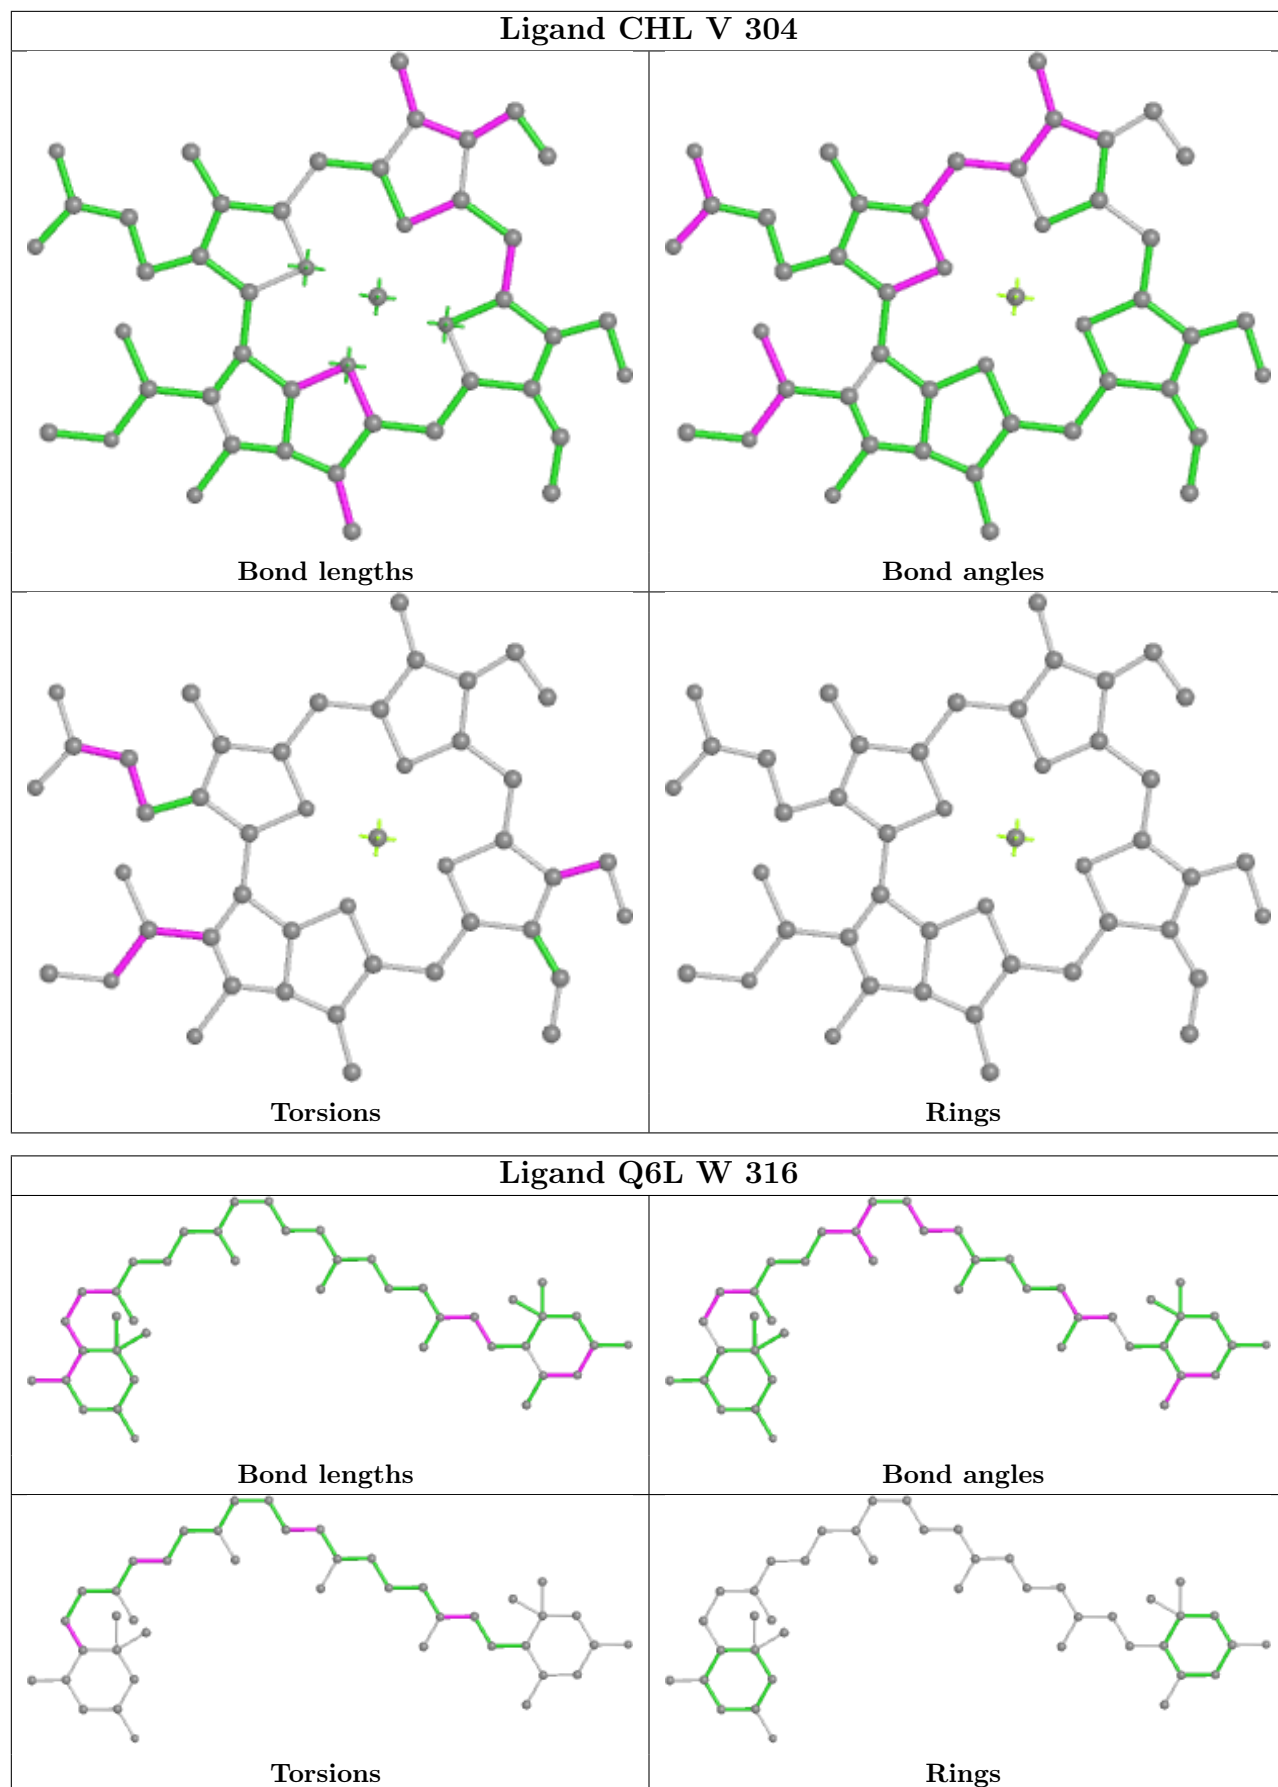 Ligand CHL V 304
Bond lengths
Bond angles
Torsions
Rings
Ligand Q6L W 316
Bond lengths
Bond angles
Torsions
Rings